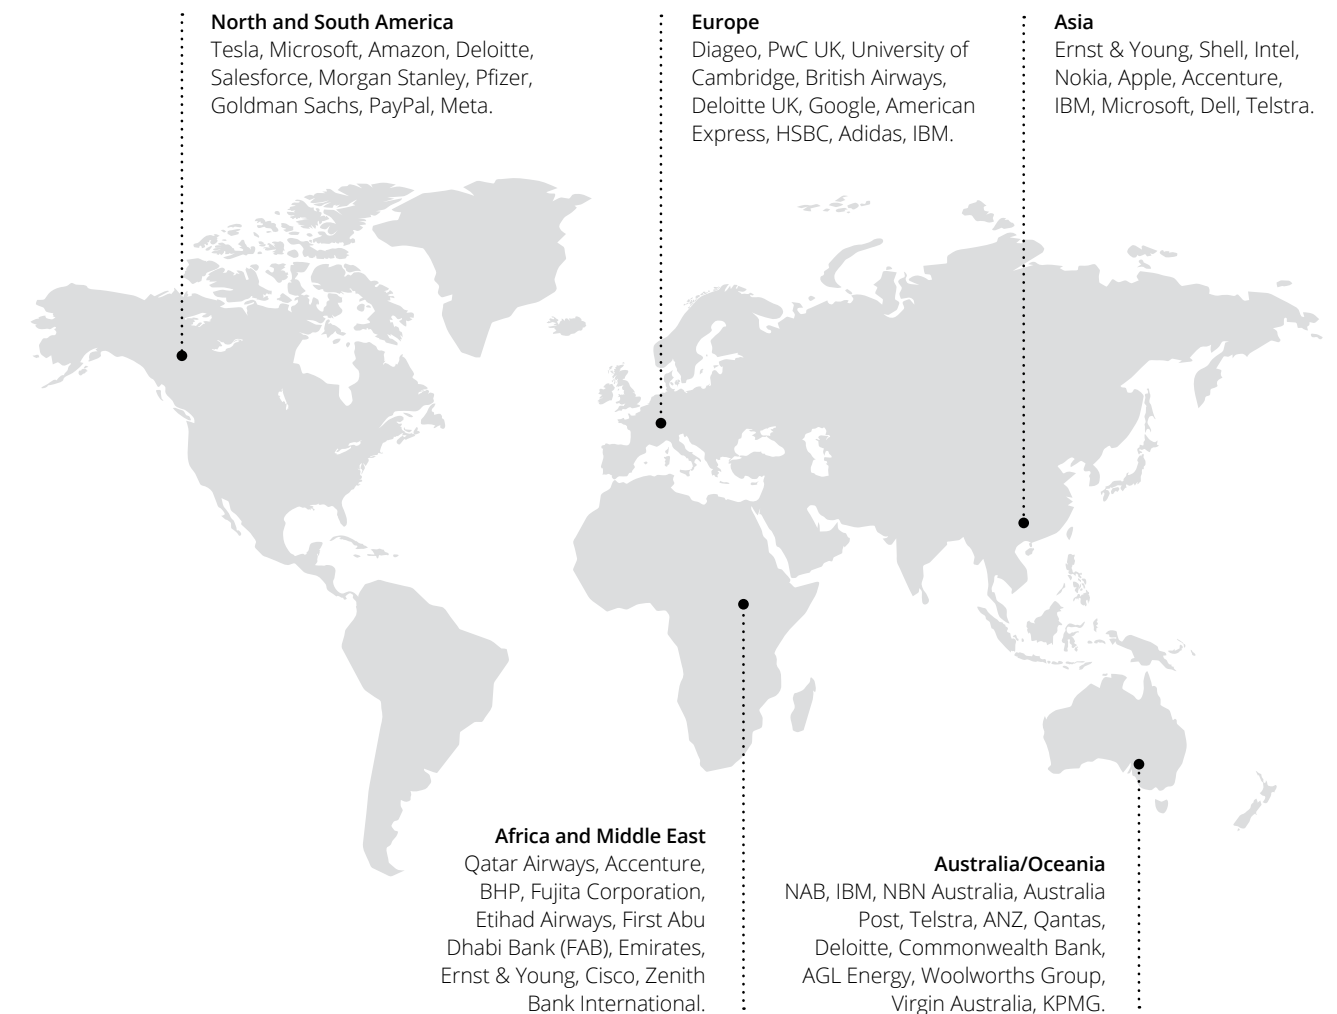 North and South America
Tesla, Microsoft, Amazon, Deloitte,
Salesforce, Morgan Stanley, Pfizer,
Goldman Sachs, PayPal, Meta.
Europe
Diageo, PwC UK, University of
Cambridge, British Airways,
Deloitte UK, Google, American
Express, HSBC, Adidas, IBM.
Asia
Ernst & Young, Shell, Intel,
Nokia, Apple, Accenture,
IBM, Microsoft, Dell, Telstra.
Africa and Middle East
Qatar Airways, Accenture,
BHP, Fujita Corporation,
Etihad Airways, First Abu
Dhabi Bank (FAB), Emirates,
Ernst & Young, Cisco, Zenith
Bank International.
Australia/Oceania
NAB, IBM, NBN Australia, Australia
Post, Telstra, ANZ, Qantas,
Deloitte, Commonwealth Bank,
AGL Energy, Woolworths Group,
Virgin Australia, KPMG.